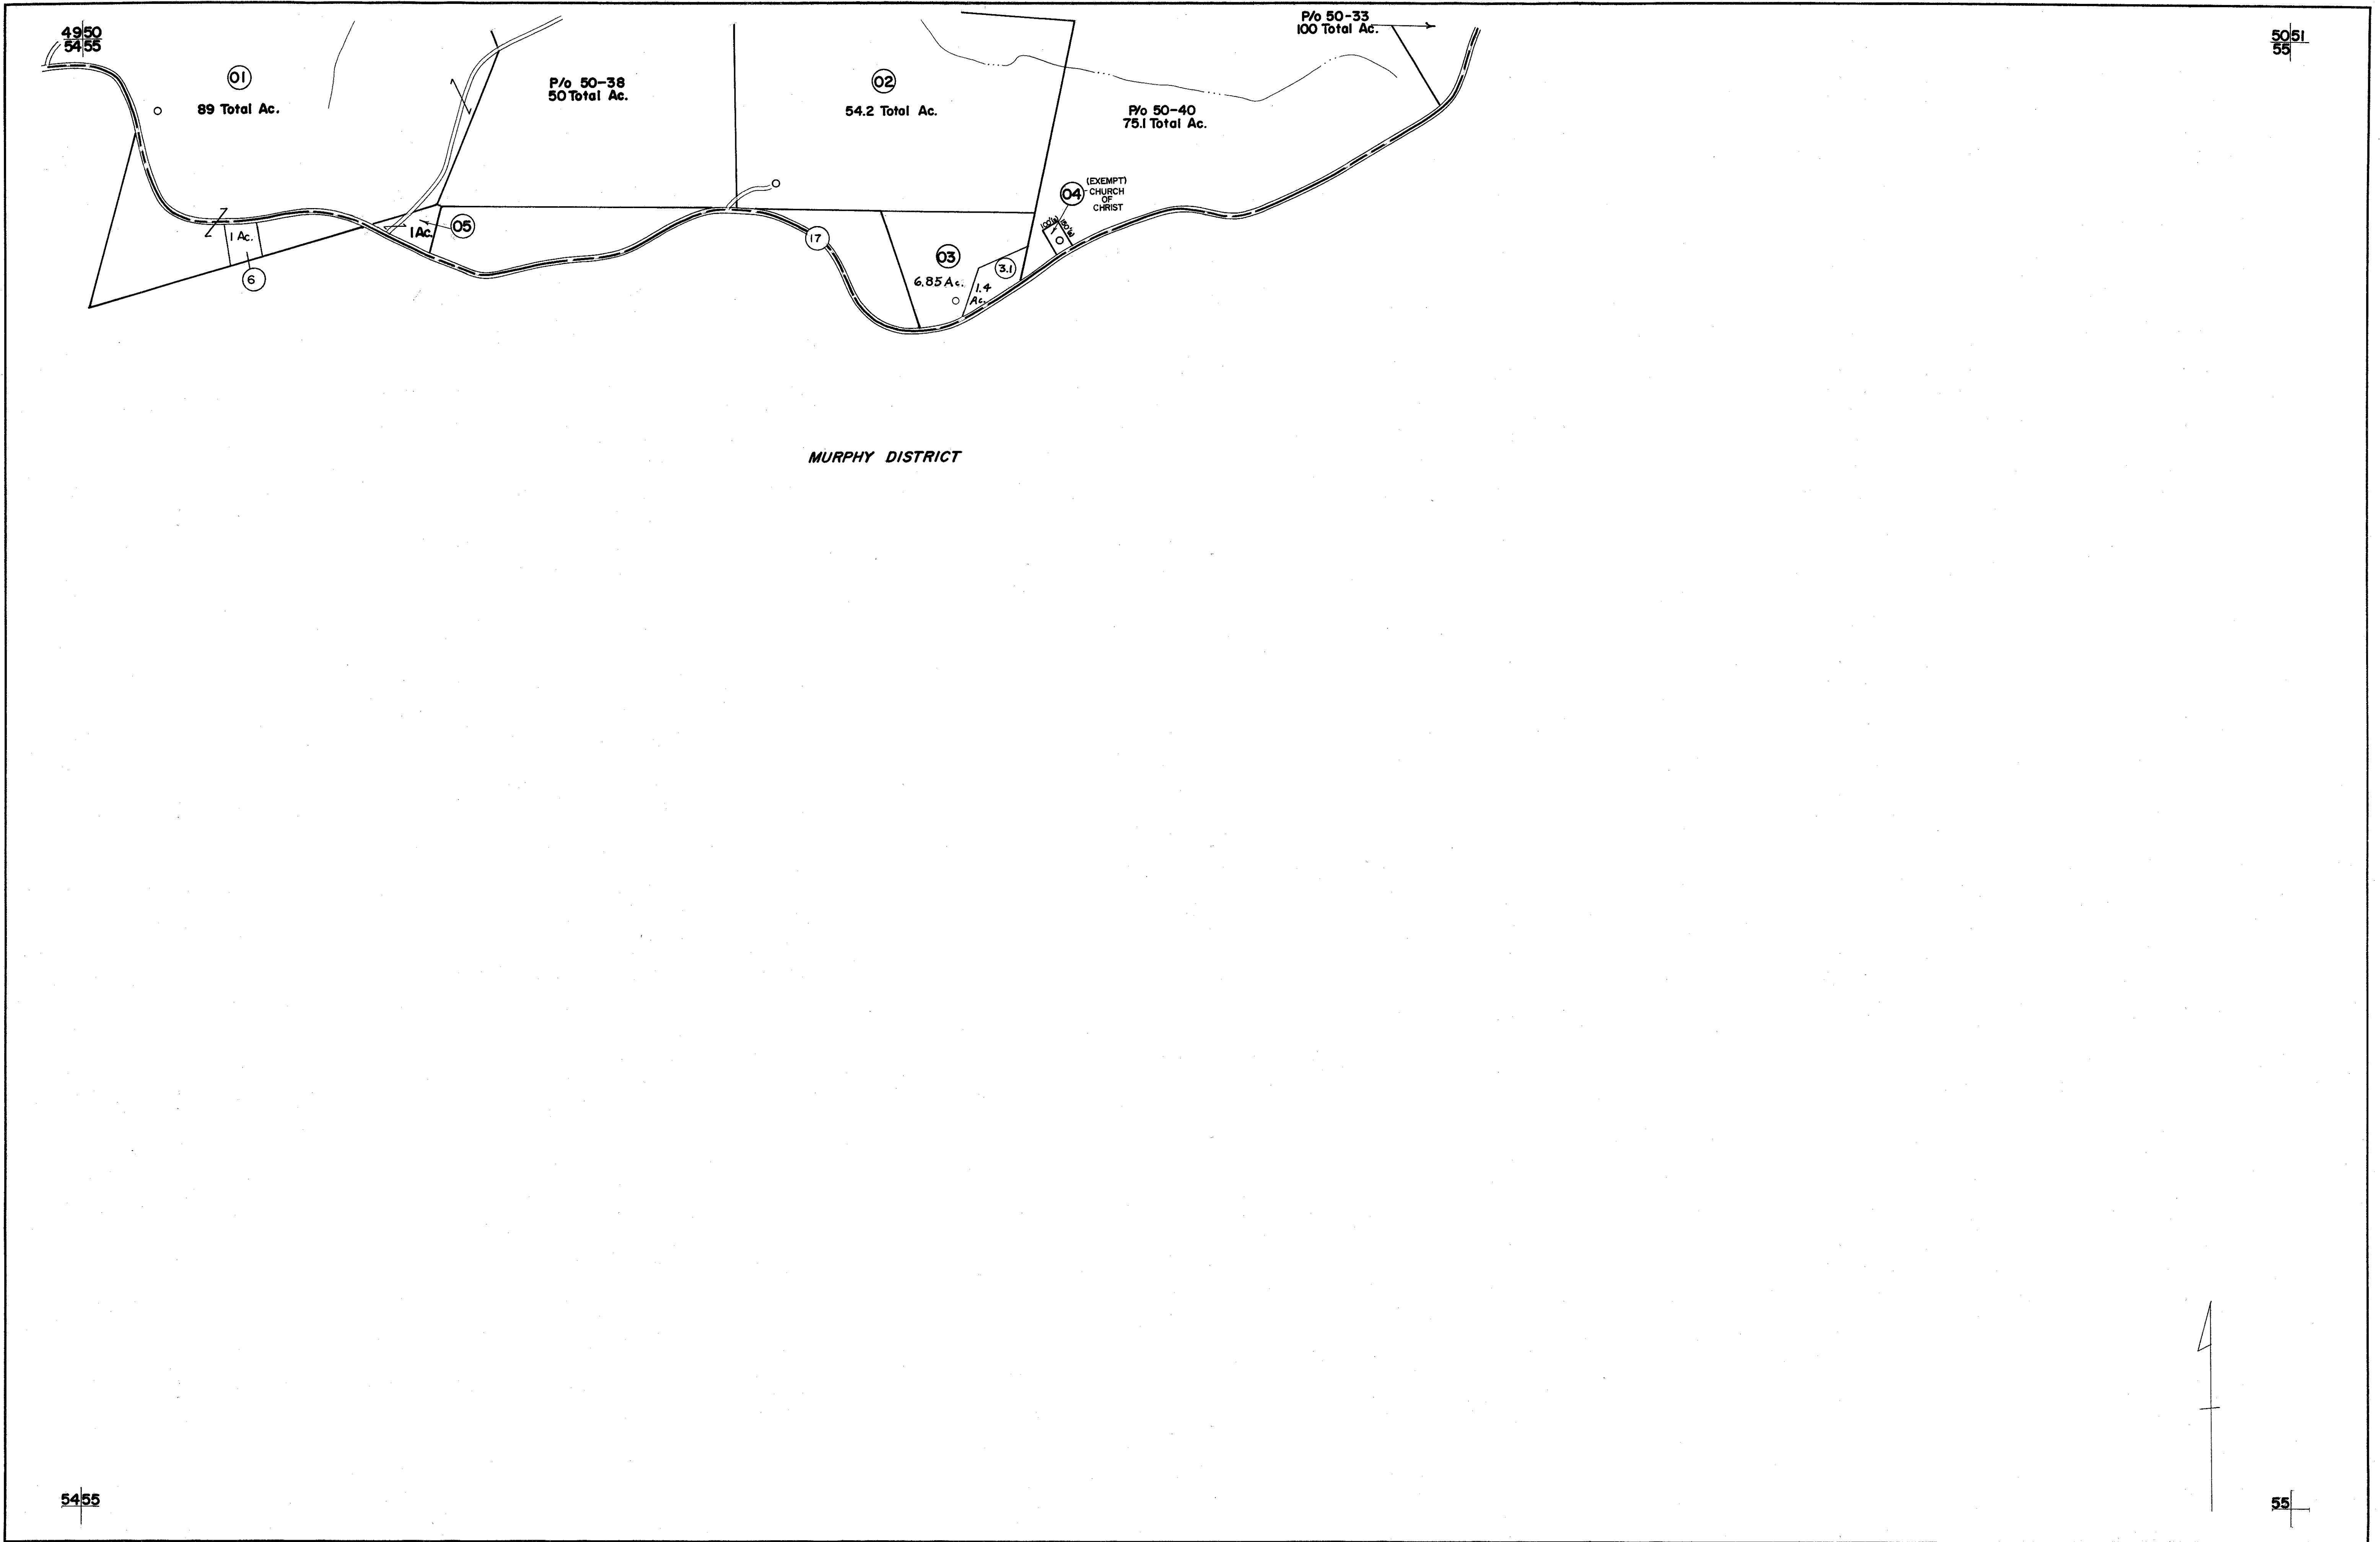 49 50
54 55
01
89 Total Ac.
P/o 50-38
50 Total Ac.
02
54.2 Total Ac.
P/o 50-33
100 Total Ac.
50 51
55
P/o 50-40
75.1 Total Ac.
04
(EXEMPT)
CHURCH
OF
CHRIST
1 Ac.
6
1 Ac.
05
17
03
6.85 Ac.
3.1
1.4
Ac.
MURPHY DISTRICT
54 55
55